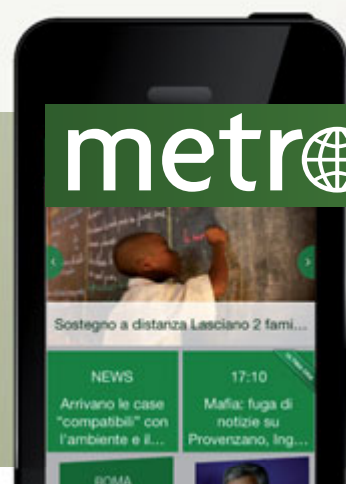 metro
Sostegno a distanza Lasciano 2 fami...
NEWS
Arrivano le case
"compatibili" con
l'ambiente e il...
17:10
Mafia: fuga di
notizie su
Provenzano, Ing...
ROMA